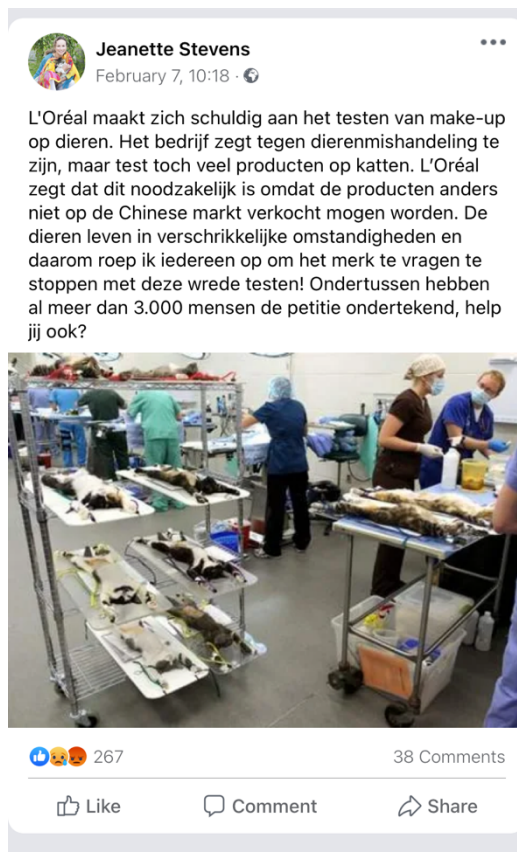 Jeanette Stevens
February 7, 10:18 ·
L'Oréal maakt zich schuldig aan het testen van make-up
op dieren. Het bedrijf zegt tegen dierenmishandeling te
zijn, maar test toch veel producten op katten. L’Oréal
zegt dat dit noodzakelijk is omdat de producten anders
niet op de Chinese markt verkocht mogen worden. De
dieren leven in verschrikkelijke omstandigheden en
daarom roep ik iedereen op om het merk te vragen te
stoppen met deze wrede testen! Ondertussen hebben
al meer dan 3.000 mensen de petitie ondertekend, help
jij ook?
267
38 Comments
Like
Comment
Share